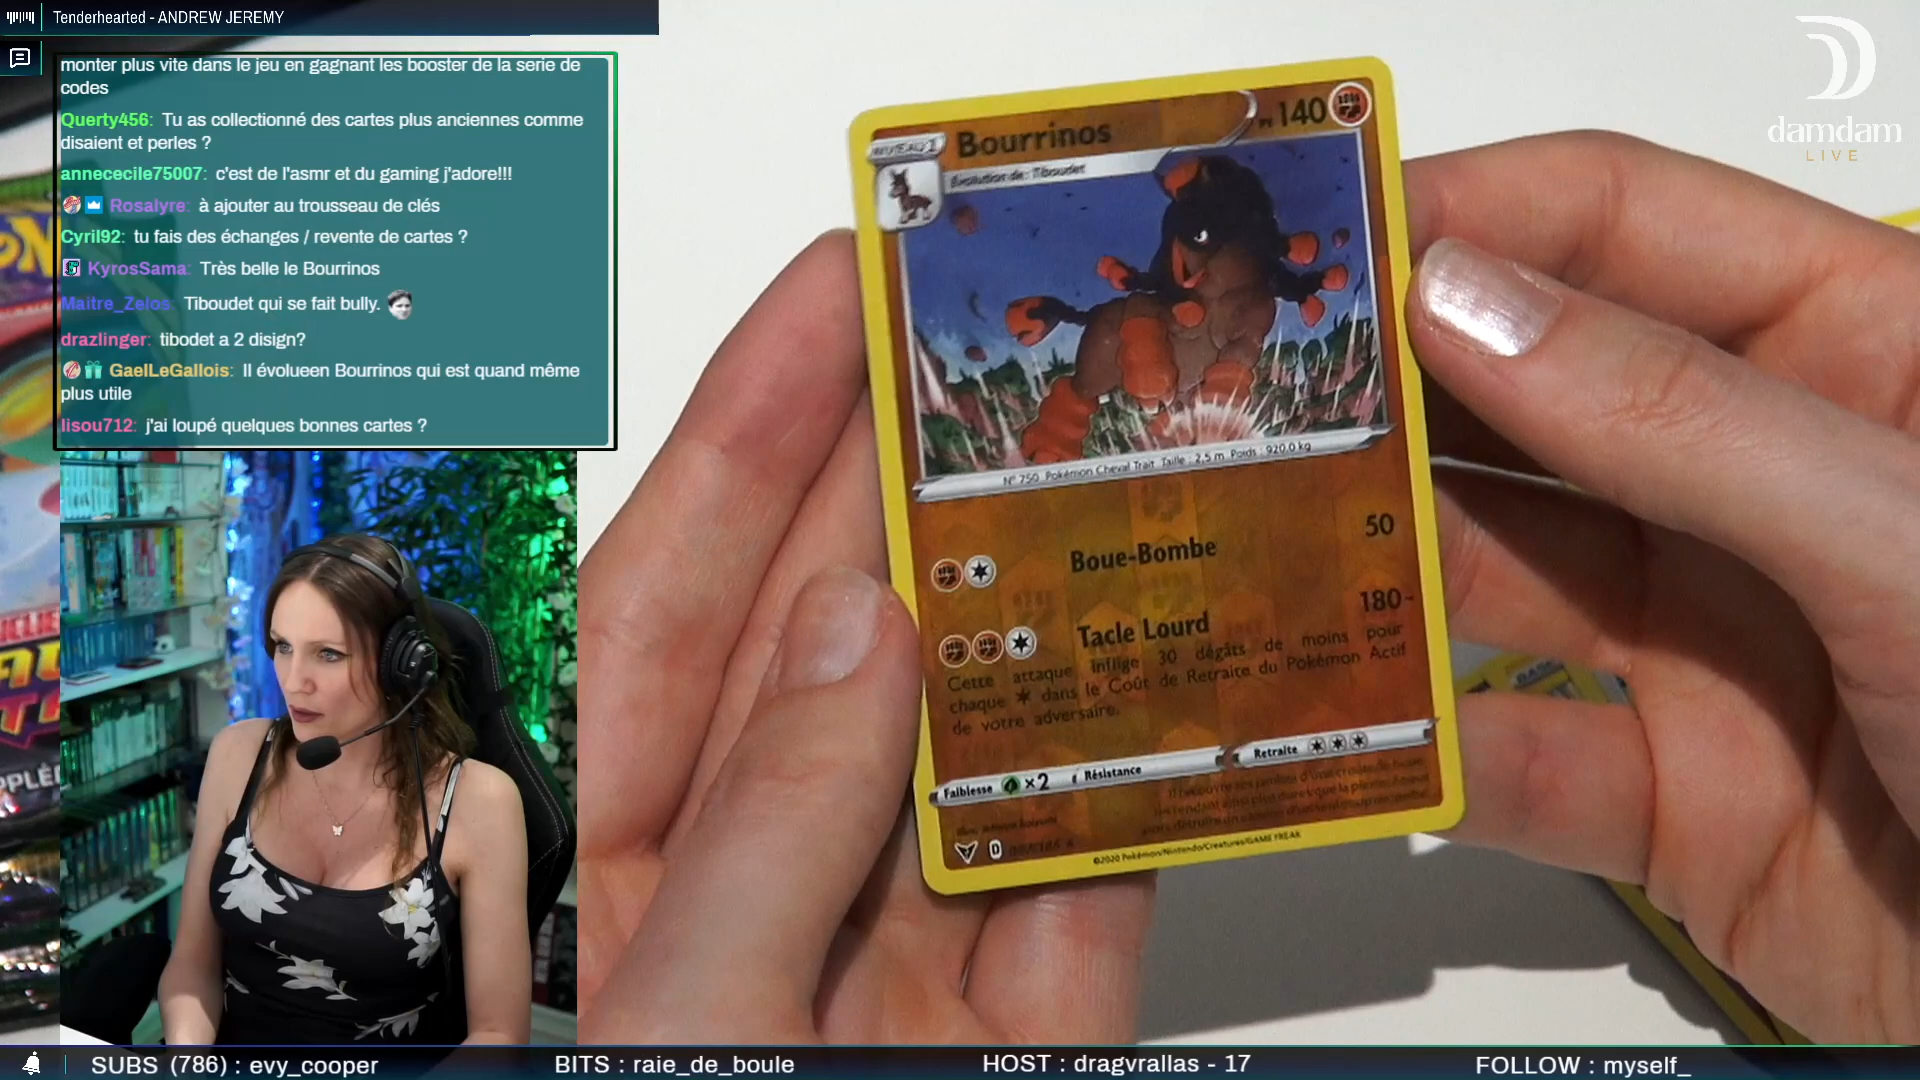 Tenderhearted - ANDREW JEREMY
monter plus vite dans le jeu en gagnant les booster de la serie de
codes
Querty456: Tu as collectionné des cartes plus anciennes comme
disaient et perles ?
annececile75007: c'est de l'asmr et du gaming j'adore!!!
Rosalyre: à ajouter au trousseau de clés
Cyril92: tu fais des échanges / revente de cartes ?
KyrosSama: Très belle le Bourrinos
Maitre_Zelos: Tiboudet qui se fait bully.
drazlinger: tibodet a 2 disign?
GaelLeGallois: Il évolueen Bourrinos qui est quand même
plus utile
lisou712: j'ai loupé quelques bonnes cartes ?
damdam
LIVE
NIVEAU 1
Bourrinos
PV 140
Évolution de : Tiboudet
N° 750 Pokémon Cheval Trait Taille : 2,5 m Poids : 920,0 kg
Boue-Bombe 50
Tacle Lourd 180-
Cette attaque inflige 30 dégâts de moins pour
chaque dans le Coût de Retraite du Pokémon Actif
de votre adversaire.
Faiblesse ×2 Résistance Retraite
D
©2020 Pokémon/Nintendo/Creatures/GAME FREAK
BASE
SUBS (786) : evy_cooper
BITS : raie_de_boule
HOST : dragvrallas - 17
FOLLOW : myself_